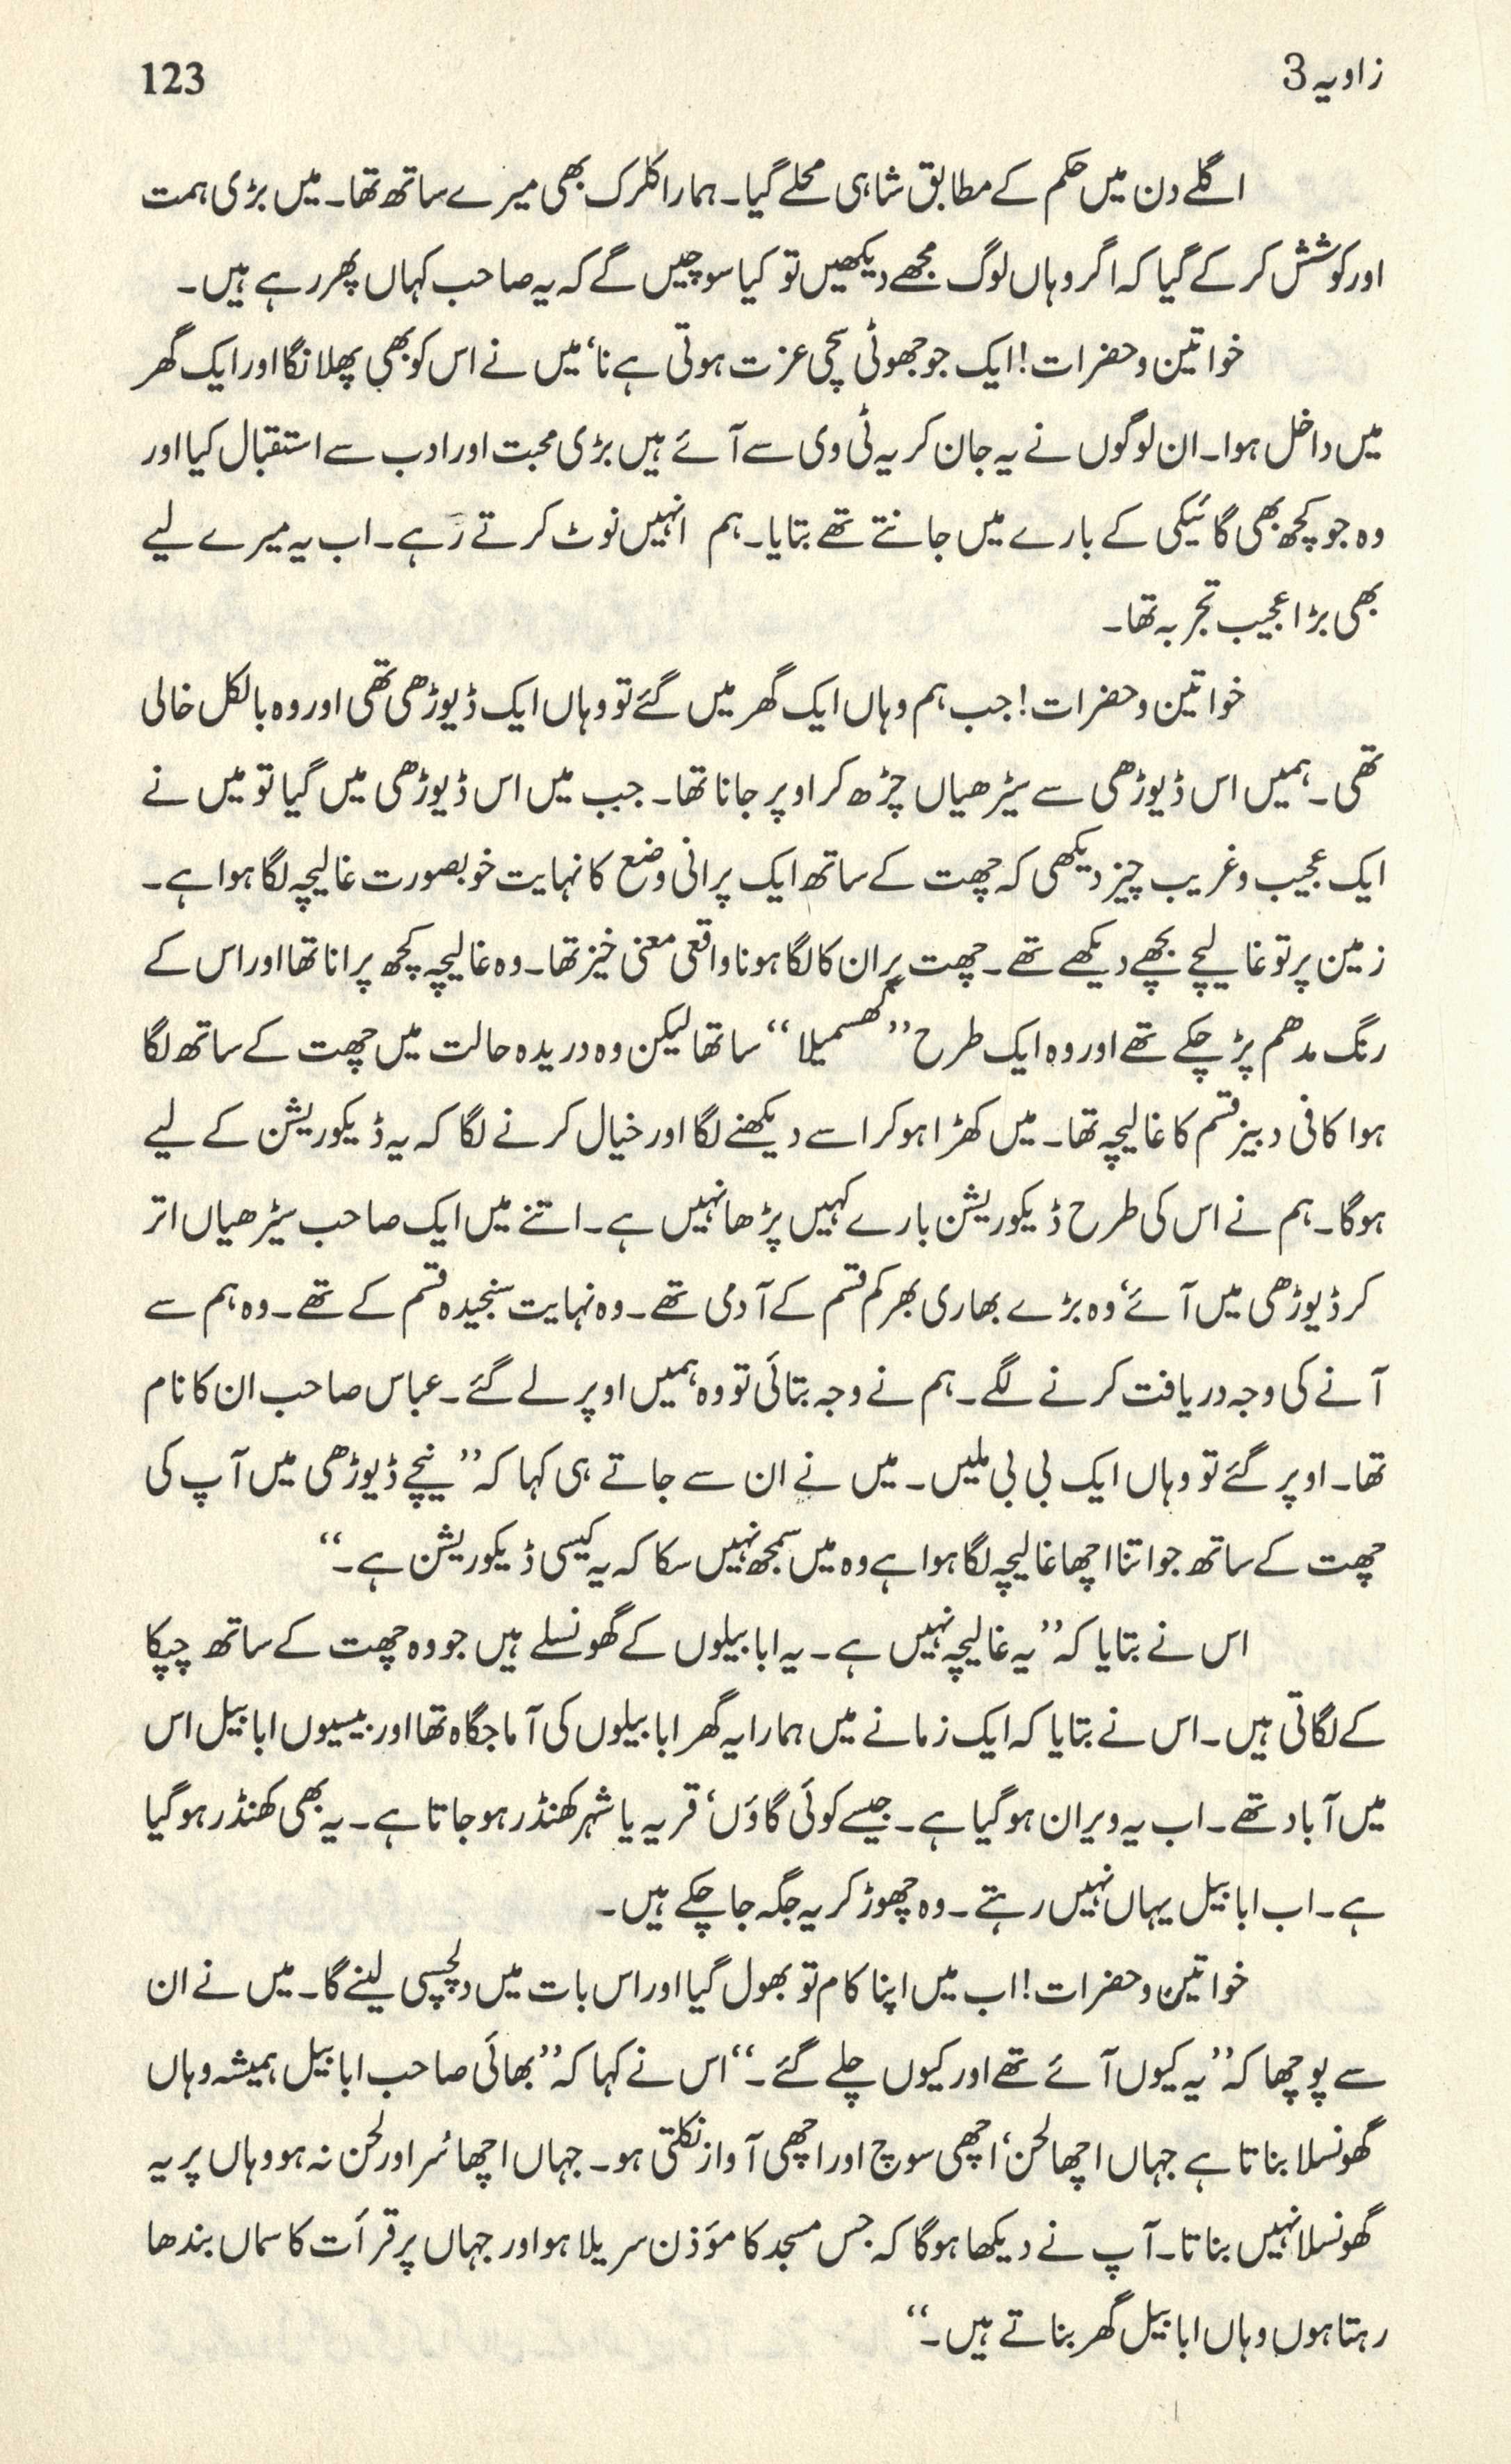 زاویہ 3
123
اگلے دن میں حکم کے مطابق شاہی محلے گیا۔ ہمارا کلرک بھی میرے ساتھ تھا۔ میں بڑی ہمت
اور کوشش کر کے گیا کہ اگر وہاں لوگ مجھے دیکھیں تو کیا سوچیں گے کہ یہ صاحب کہاں پھر رہے ہیں۔
خواتین و حضرات! ایک جو جھوٹی سچی عزت ہوتی ہے نا، میں نے اس کو بھی پھلانگا اور ایک گھر
میں داخل ہوا۔ ان لوگوں نے یہ جان کر یہ ٹی وی سے آئے ہیں بڑی محبت اور ادب سے استقبال کیا اور
وہ جو کچھ بھی گائیکی کے بارے میں جانتے تھے بتایا۔ ہم انہیں نوٹ کرتے رہے۔ اب یہ میرے لیے
بھی بڑا عجیب تجربہ تھا۔
خواتین و حضرات! جب ہم وہاں ایک گھر میں گئے تو وہاں ایک ڈیوڑھی تھی اور وہ بالکل خالی
تھی۔ ہمیں اس ڈیوڑھی سے سیڑھیاں چڑھ کر اوپر جانا تھا۔ جب میں اس ڈیوڑھی میں گیا تو میں نے
ایک عجیب و غریب چیز دیکھی کہ چھت کے ساتھ ایک پرانی وضع کا نہایت خوبصورت غالیچہ لگا ہوا ہے۔
زمین پر تو غالیچے بچھے دیکھے تھے۔ چھت پر ان کا لگا ہونا واقعی معنی خیز تھا۔ وہ غالیچہ کچھ پرانا تھا اور اس کے
رنگ مدھم پڑ چکے تھے اور وہ ایک طرح ’’گھسمیلا‘‘ سا تھا لیکن وہ دریدہ حالت میں چھت کے ساتھ لگا
ہوا کافی دبیز قسم کا غالیچہ تھا۔ میں کھڑا ہو کر اسے دیکھنے لگا اور خیال کرنے لگا کہ یہ ڈیکوریشن کے لیے
ہوگا۔ ہم نے اس کی طرح ڈیکوریشن بارے کہیں پڑھا نہیں ہے۔ اتنے میں ایک صاحب سیڑھیاں اتر
کر ڈیوڑھی میں آئے، وہ بڑے بھاری بھرکم قسم کے آدمی تھے۔ وہ نہایت سنجیدہ قسم کے تھے۔ وہ ہم سے
آنے کی وجہ دریافت کرنے لگے۔ ہم نے وجہ بتائی تو وہ ہمیں اوپر لے گئے۔ عباس صاحب ان کا نام
تھا۔ اوپر گئے تو وہاں ایک بی بی ملیں۔ میں نے ان سے جاتے ہی کہا کہ ’’نیچے ڈیوڑھی میں آپ کی
چھت کے ساتھ جو اتنا اچھا غالیچہ لگا ہوا ہے وہ میں سمجھ نہیں سکا کہ یہ کیسی ڈیکوریشن ہے۔‘‘
اس نے بتایا کہ ’’یہ غالیچہ نہیں ہے۔ یہ ابابیلوں کے گھونسلے ہیں جو وہ چھت کے ساتھ چپکا
کے لگاتی ہیں۔ اس نے بتایا کہ ایک زمانے میں ہمارا یہ گھر ابابیلوں کی آماجگاہ تھا اور بیسیوں ابابیل اس
میں آباد تھے۔ اب یہ ویران ہو گیا ہے۔ جیسے کوئی گاؤں، قریہ یا شہر کھنڈر ہو جاتا ہے۔ یہ بھی کھنڈر ہو گیا
ہے۔ اب ابابیل یہاں نہیں رہتے۔ وہ چھوڑ کر یہ جگہ جا چکے ہیں۔
خواتین و حضرات! اب میں اپنا کام تو بھول گیا اور اس بات میں دلچسپی لینے گا۔ میں نے ان
سے پوچھا کہ ’’یہ کیوں آئے تھے اور کیوں چلے گئے۔‘‘ اس نے کہا کہ ’’بھائی صاحب ابابیل ہمیشہ وہاں
گھونسلا بناتا ہے جہاں اچھا لحن، اچھی سوچ اور اچھی آواز نکلتی ہو۔ جہاں اچھا سُر اور لحن نہ ہو وہاں پر یہ
گھونسلا نہیں بناتا۔ آپ نے دیکھا ہوگا کہ جس مسجد کا مؤذن سریلا ہو اور جہاں پر قرأت کا سماں بندھا
رہتا ہوں وہاں ابابیل گھر بناتے ہیں۔‘‘